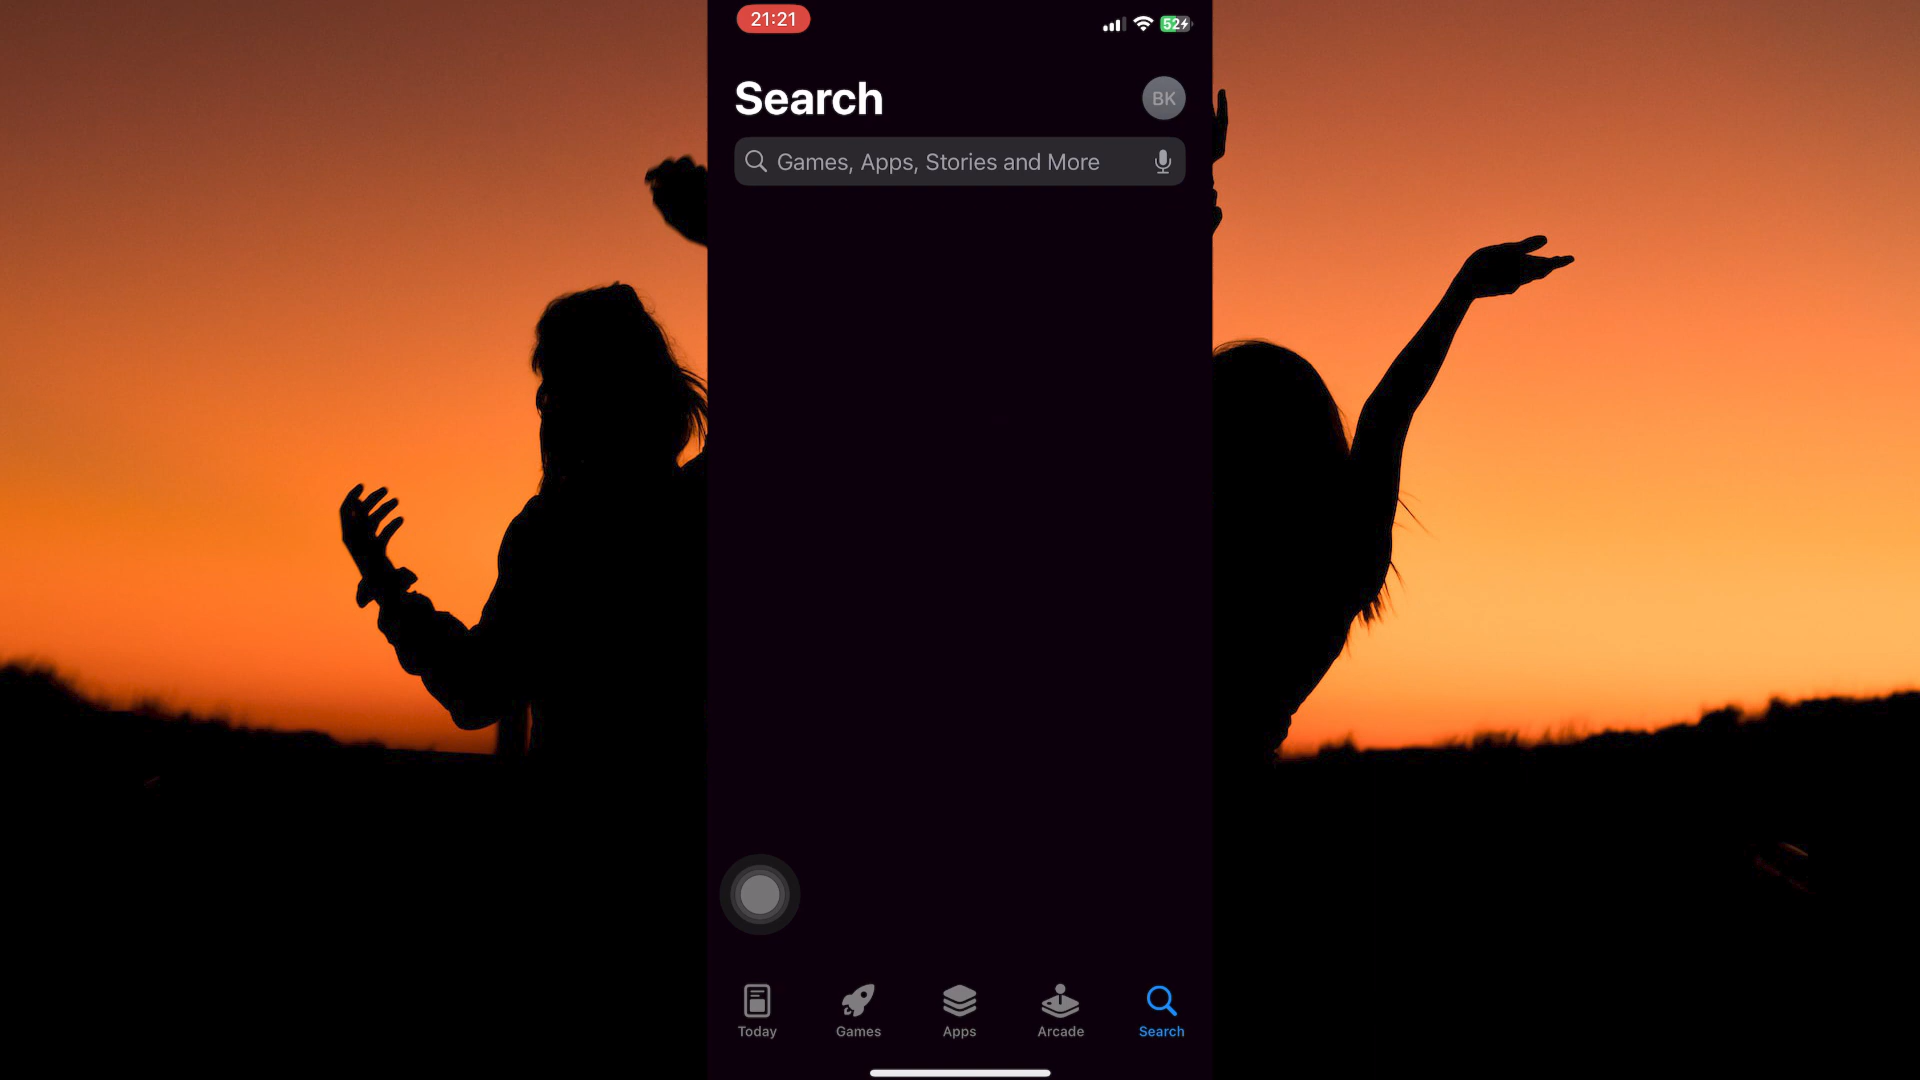 21:21
52
Search
BK
Games, Apps, Stories and More
Today
Games
Apps
Arcade
Search